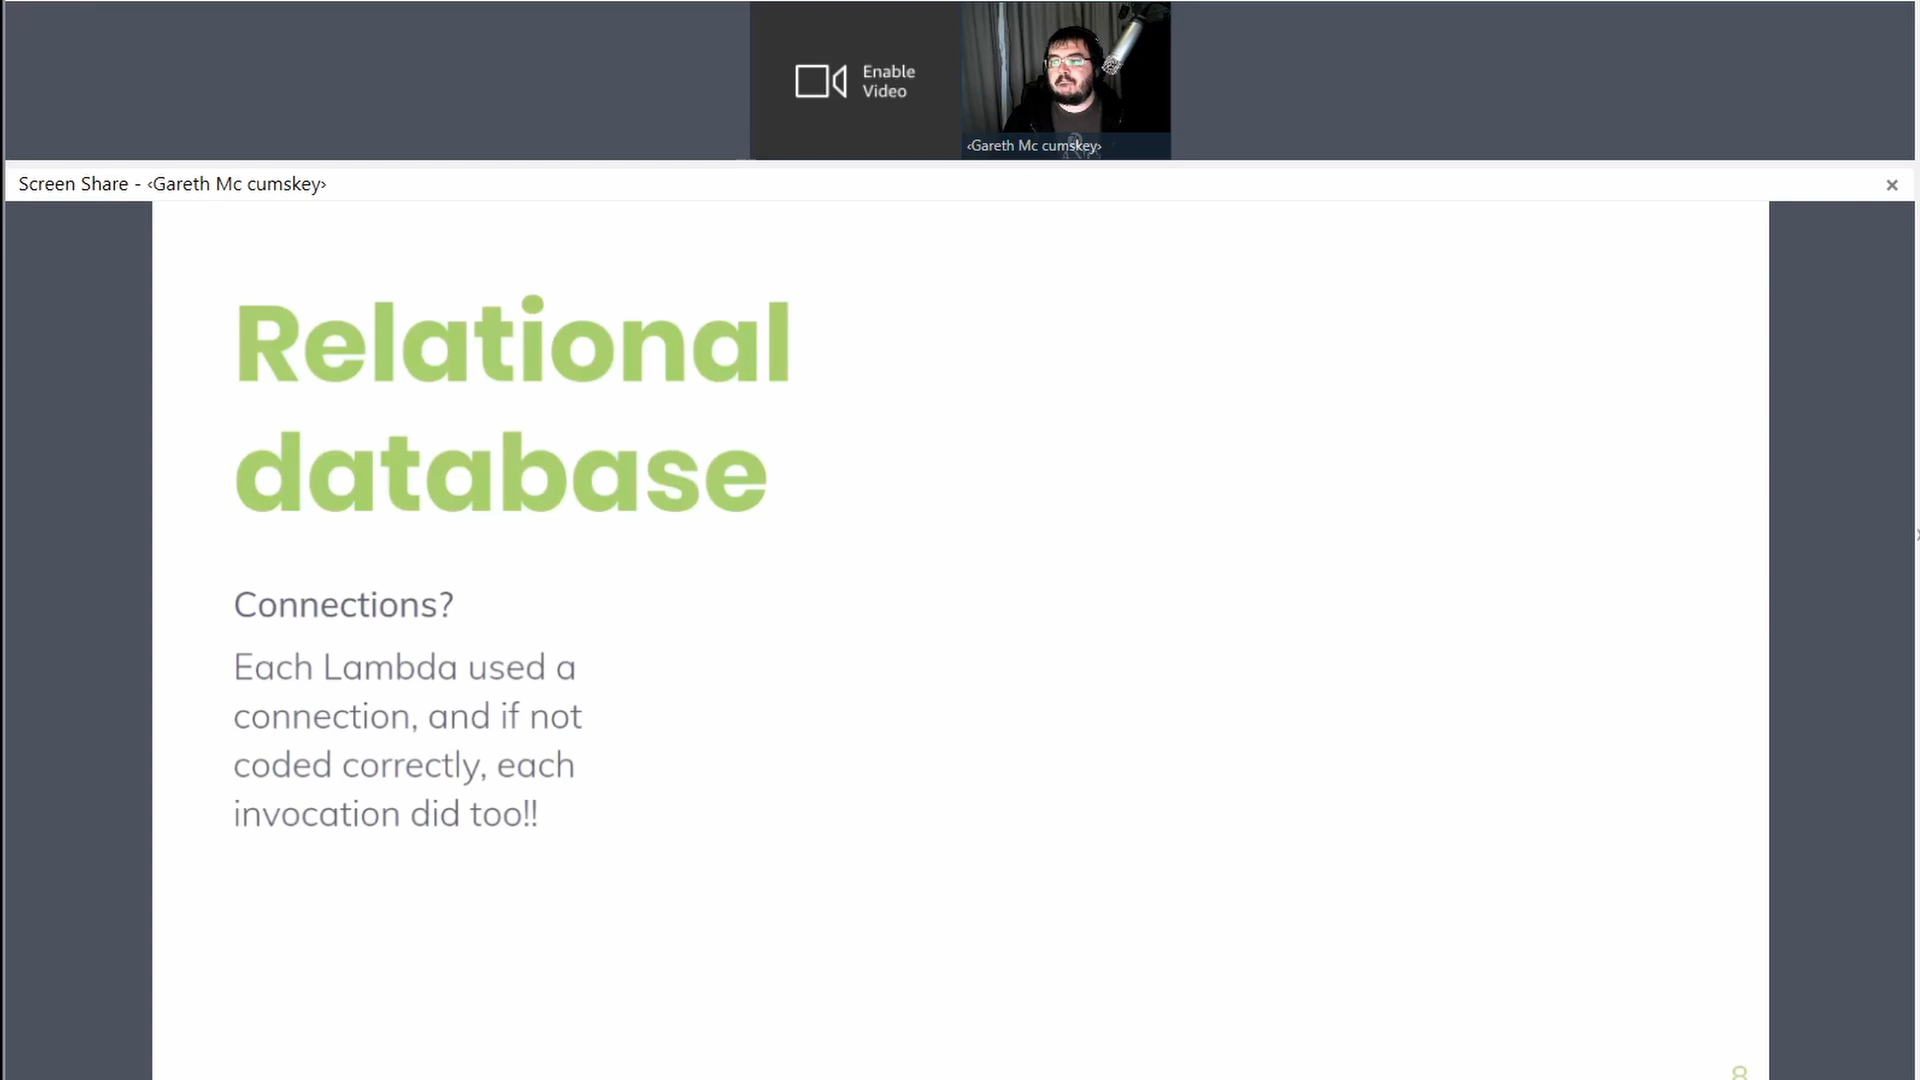 Enable
Video
‹Gareth Mc cumskey›
Screen Share - ‹Gareth Mc cumskey›
Relational
database
Connections?
Each Lambda used a
connection, and if not
coded correctly, each
invocation did too!!
8